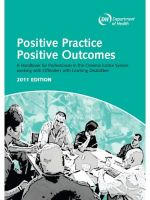 DH Department
of Health
Positive Practice
Positive Outcomes
A Handbook for Professionals in the Criminal Justice System
working with Offenders with Learning Disabilities
2011 EDITION